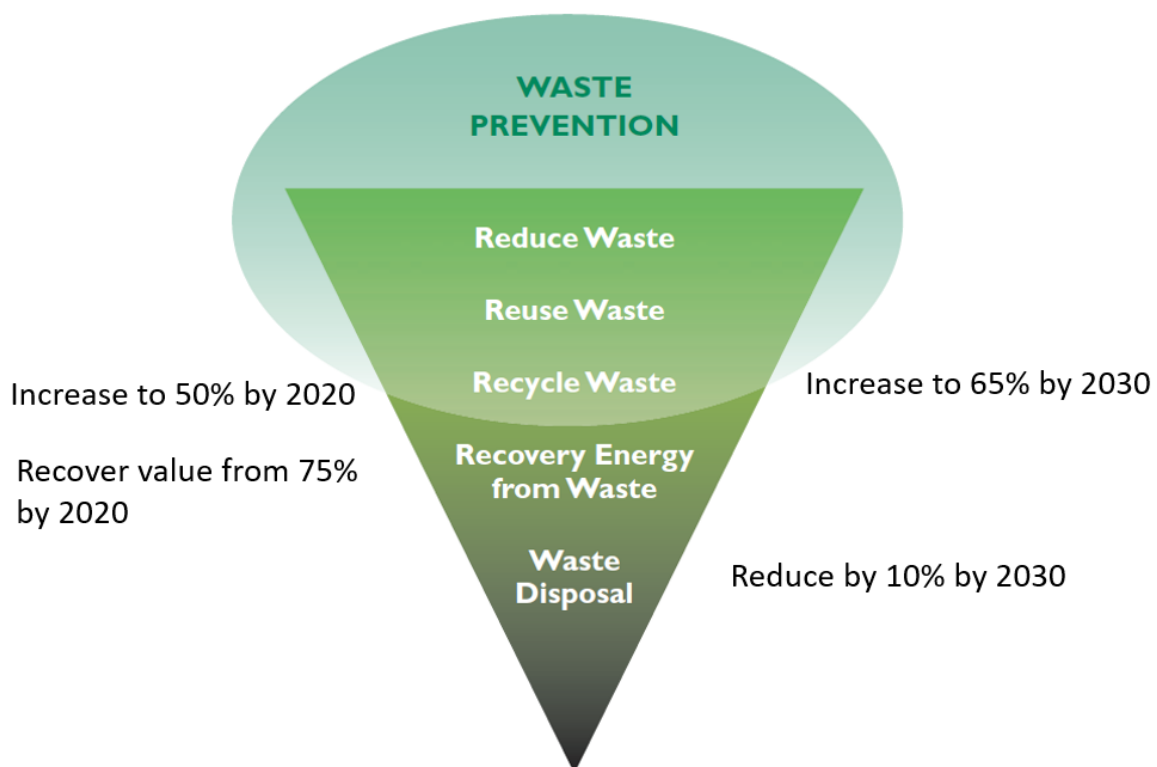 WASTE
PREVENTION
Reduce Waste
Reuse Waste
Increase to 50% by 2020
Recycle Waste
Increase to 65% by 2030
Recover value from 75%
by 2020
Recovery Energy
from Waste
Waste
Disposal
Reduce by 10% by 2030